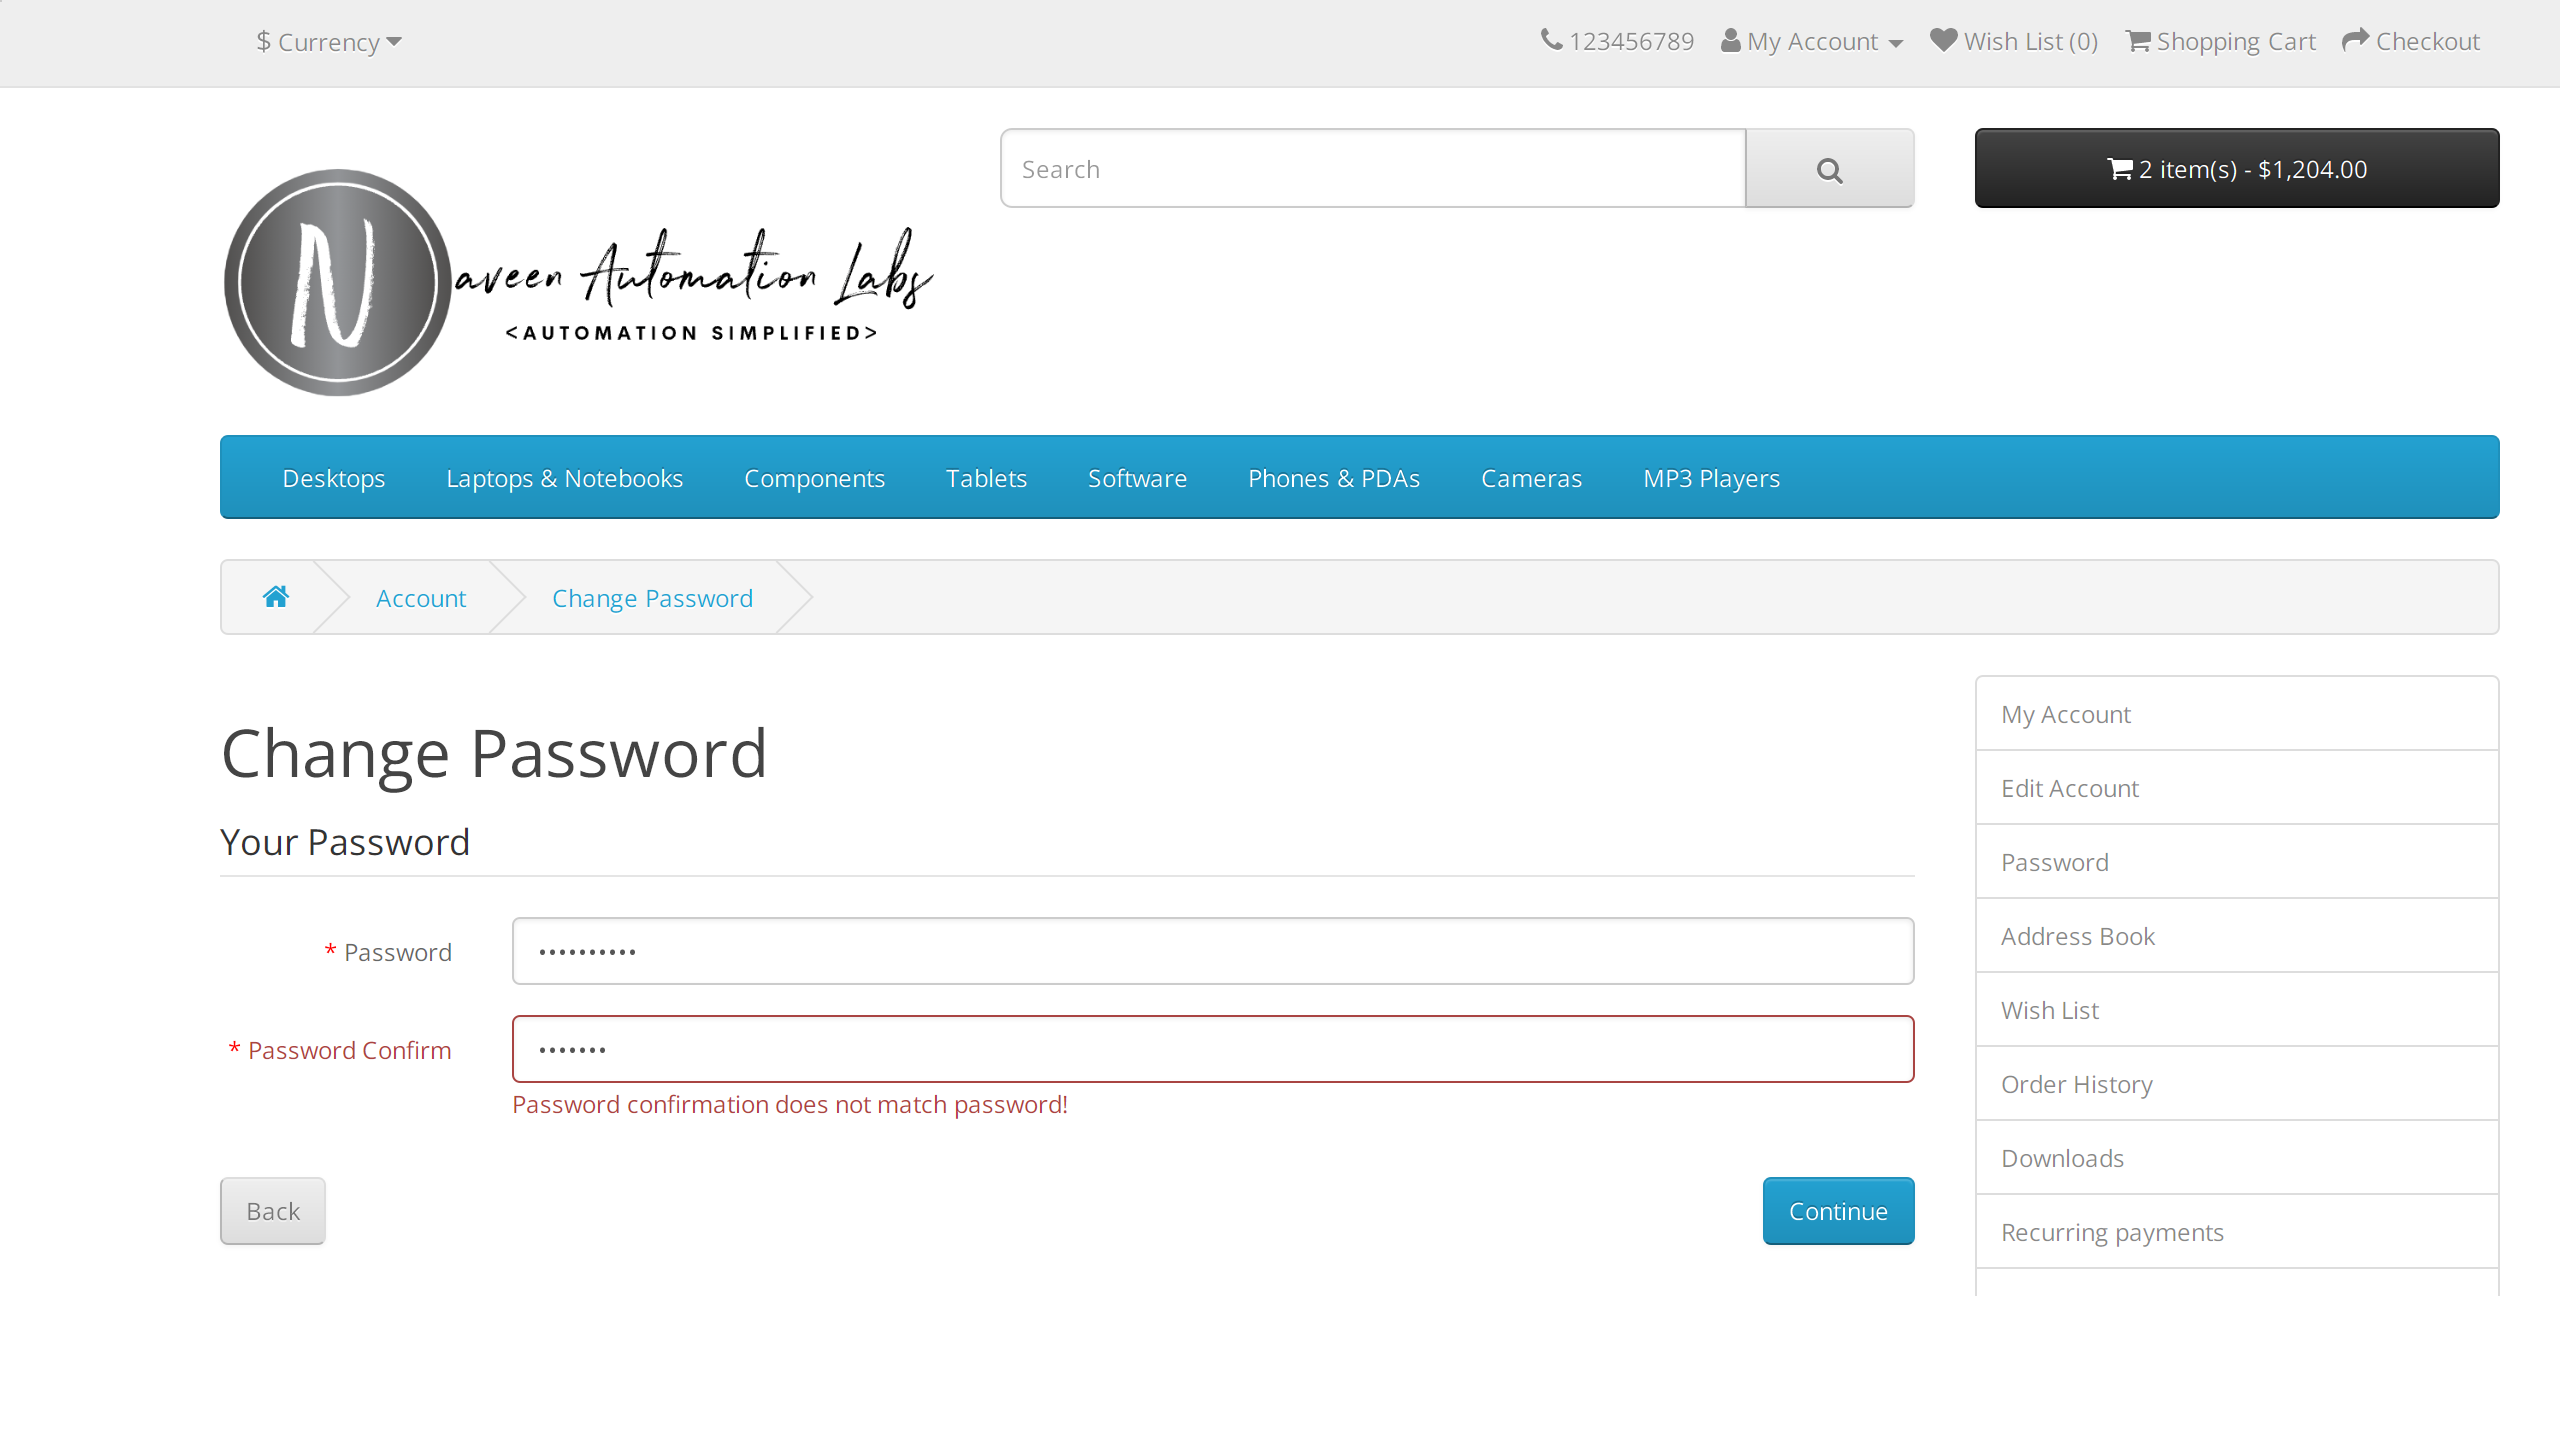 $ Currency
123456789 My Account Wish List (0) Shopping Cart Checkout
Search
2 item(s) - $1,204.00
N
aveen Automation Labs
<AUTOMATION SIMPLIFIED>
Desktops Laptops & Notebooks Components Tablets Software Phones & PDAs Cameras MP3 Players
Account Change Password
Change Password
Your Password
* Password ••••••••••
* Password Confirm •••••••
Password confirmation does not match password!
Back Continue
My Account
Edit Account
Password
Address Book
Wish List
Order History
Downloads
Recurring payments